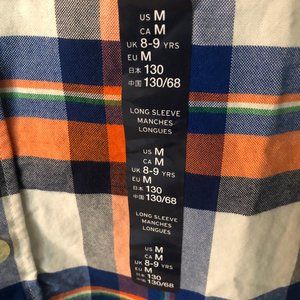 US M
CA M
UK 8-9 YRS
EU M
日本 130
中国 130/68
LONG SLEEVE
MANCHES
LONGUES
US M
CA M
UK 8-9 YRS
EU M
日本 130
中国 130/68
LONG SLEEVE
MANCHES
LONGUES
US M
CA M
UK 8-9 YRS
EU M
日本 130
中国 130/68